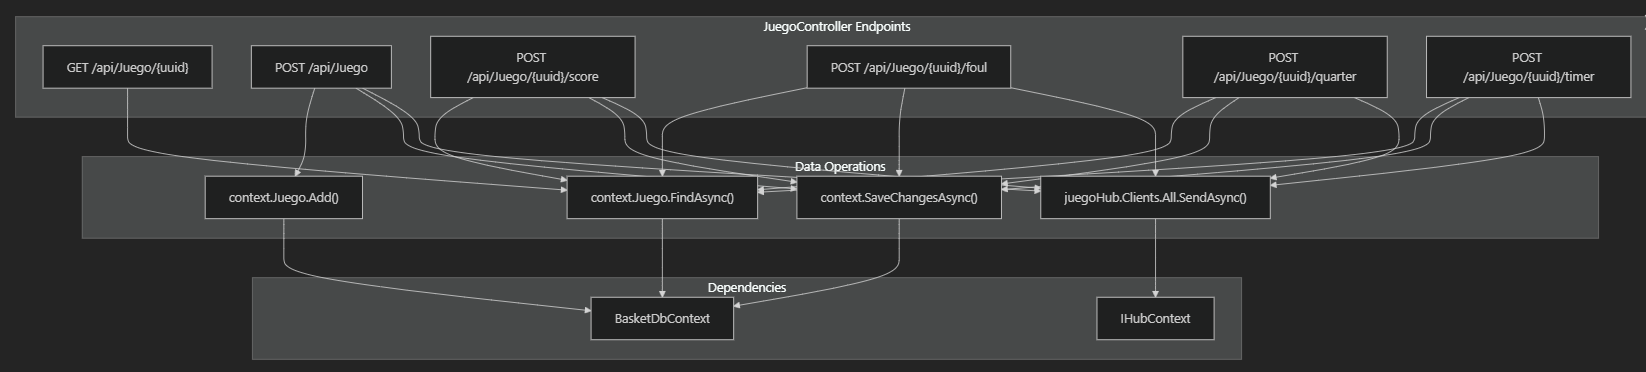 JuegoController Endpoints
GET /api/Juego/{uuid}
POST /api/Juego
POST
/api/Juego/{uuid}/score
POST /api/Juego/{uuid}/foul
POST
/api/Juego/{uuid}/quarter
POST
/api/Juego/{uuid}/timer
Data Operations
context.Juego.Add()
context.Juego.FindAsync()
context.SaveChangesAsync()
juegoHub.Clients.All.SendAsync()
Dependencies
BasketDbContext
IHubContext